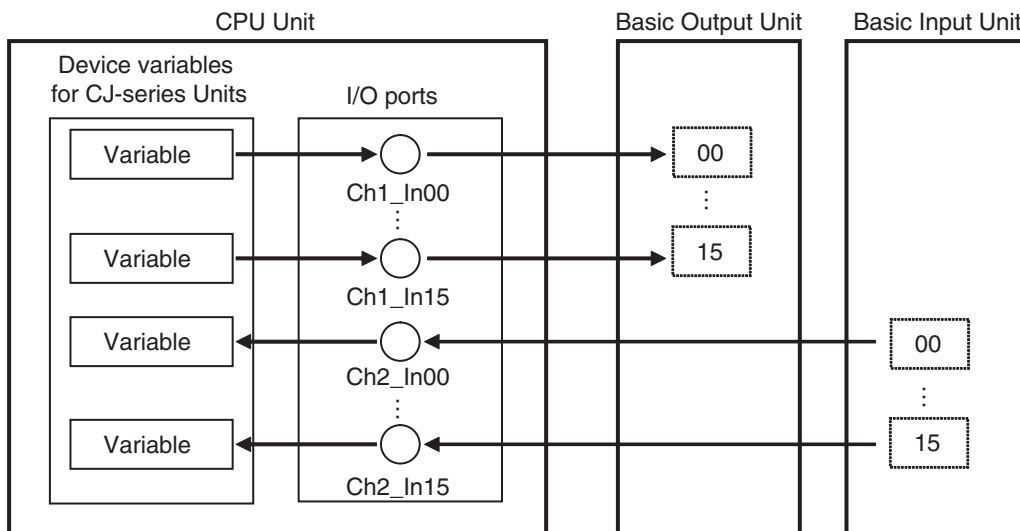 CPU Unit
Basic Output Unit
Basic Input Unit
Device variables
for CJ-series Units
I/O ports
Variable
00
Ch1_In00
Variable
15
Ch1_In15
Variable
00
Ch2_In00
Variable
15
Ch2_In15